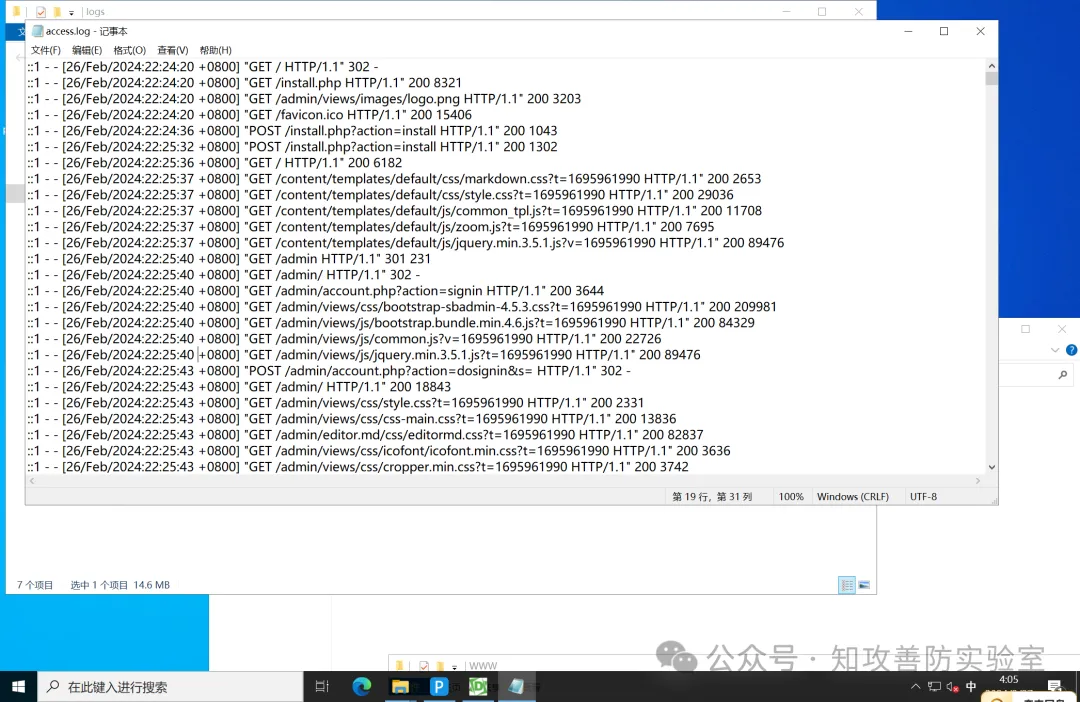 logs
access.log - 记事本
文件(F) 编辑(E) 格式(O) 查看(V) 帮助(H)
::1 - - [26/Feb/2024:22:24:20 +0800] "GET / HTTP/1.1" 302 -
::1 - - [26/Feb/2024:22:24:20 +0800] "GET /install.php HTTP/1.1" 200 8321
::1 - - [26/Feb/2024:22:24:20 +0800] "GET /admin/views/images/logo.png HTTP/1.1" 200 3203
::1 - - [26/Feb/2024:22:24:20 +0800] "GET /favicon.ico HTTP/1.1" 200 15406
::1 - - [26/Feb/2024:22:24:36 +0800] "POST /install.php?action=install HTTP/1.1" 200 1043
::1 - - [26/Feb/2024:22:25:32 +0800] "POST /install.php?action=install HTTP/1.1" 200 1302
::1 - - [26/Feb/2024:22:25:36 +0800] "GET / HTTP/1.1" 200 6182
::1 - - [26/Feb/2024:22:25:37 +0800] "GET /content/templates/default/css/markdown.css?t=1695961990 HTTP/1.1" 200 2653
::1 - - [26/Feb/2024:22:25:37 +0800] "GET /content/templates/default/css/style.css?t=1695961990 HTTP/1.1" 200 29036
::1 - - [26/Feb/2024:22:25:37 +0800] "GET /content/templates/default/js/common_tpl.js?t=1695961990 HTTP/1.1" 200 11708
::1 - - [26/Feb/2024:22:25:37 +0800] "GET /content/templates/default/js/zoom.js?t=1695961990 HTTP/1.1" 200 7695
::1 - - [26/Feb/2024:22:25:37 +0800] "GET /content/templates/default/js/jquery.min.3.5.1.js?v=1695961990 HTTP/1.1" 200 89476
::1 - - [26/Feb/2024:22:25:40 +0800] "GET /admin HTTP/1.1" 301 231
::1 - - [26/Feb/2024:22:25:40 +0800] "GET /admin/ HTTP/1.1" 302 -
::1 - - [26/Feb/2024:22:25:40 +0800] "GET /admin/account.php?action=signin HTTP/1.1" 200 3644
::1 - - [26/Feb/2024:22:25:40 +0800] "GET /admin/views/css/bootstrap-sbadmin-4.5.3.css?t=1695961990 HTTP/1.1" 200 209981
::1 - - [26/Feb/2024:22:25:40 +0800] "GET /admin/views/js/bootstrap.bundle.min.4.6.js?t=1695961990 HTTP/1.1" 200 84329
::1 - - [26/Feb/2024:22:25:40 +0800] "GET /admin/views/js/common.js?v=1695961990 HTTP/1.1" 200 22726
::1 - - [26/Feb/2024:22:25:40 +0800] "GET /admin/views/js/jquery.min.3.5.1.js?t=1695961990 HTTP/1.1" 200 89476
::1 - - [26/Feb/2024:22:25:43 +0800] "POST /admin/account.php?action=dosignin&s= HTTP/1.1" 302 -
::1 - - [26/Feb/2024:22:25:43 +0800] "GET /admin/ HTTP/1.1" 200 18843
::1 - - [26/Feb/2024:22:25:43 +0800] "GET /admin/views/css/style.css?t=1695961990 HTTP/1.1" 200 2331
::1 - - [26/Feb/2024:22:25:43 +0800] "GET /admin/views/css/css-main.css?t=1695961990 HTTP/1.1" 200 13836
::1 - - [26/Feb/2024:22:25:43 +0800] "GET /admin/editor.md/css/editormd.css?t=1695961990 HTTP/1.1" 200 82837
::1 - - [26/Feb/2024:22:25:43 +0800] "GET /admin/views/css/icofont/icofont.min.css?t=1695961990 HTTP/1.1" 200 3636
::1 - - [26/Feb/2024:22:25:43 +0800] "GET /admin/views/css/cropper.min.css?t=1695961990 HTTP/1.1" 200 3742
第 19 行，第 31 列 100% Windows (CRLF) UTF-8
7 个项目 选中 1 个项目 14.6 MB
WWW
公众号 · 知攻善防实验室
在此键入进行搜索
中
4:05